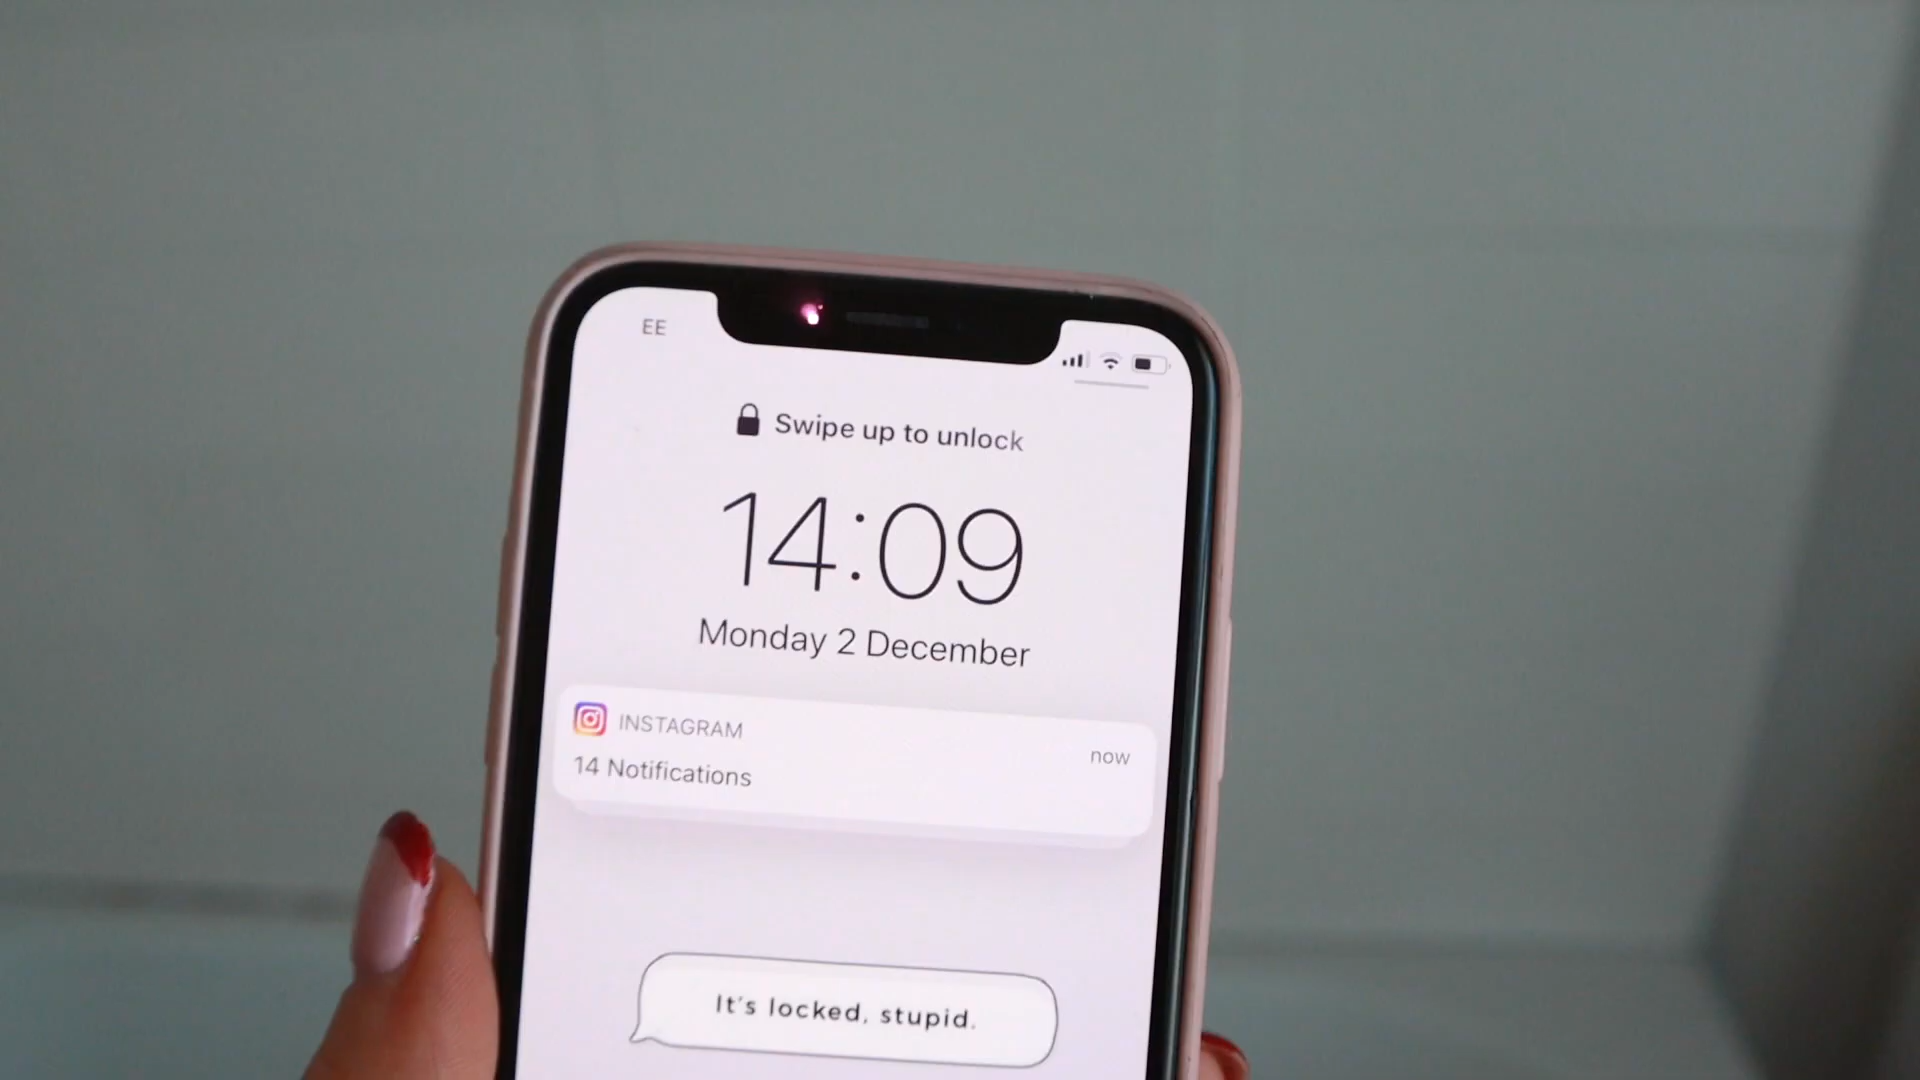 EE
Swipe up to unlock
14:09
Monday 2 December
INSTAGRAM
now
14 Notifications
It's locked, stupid.